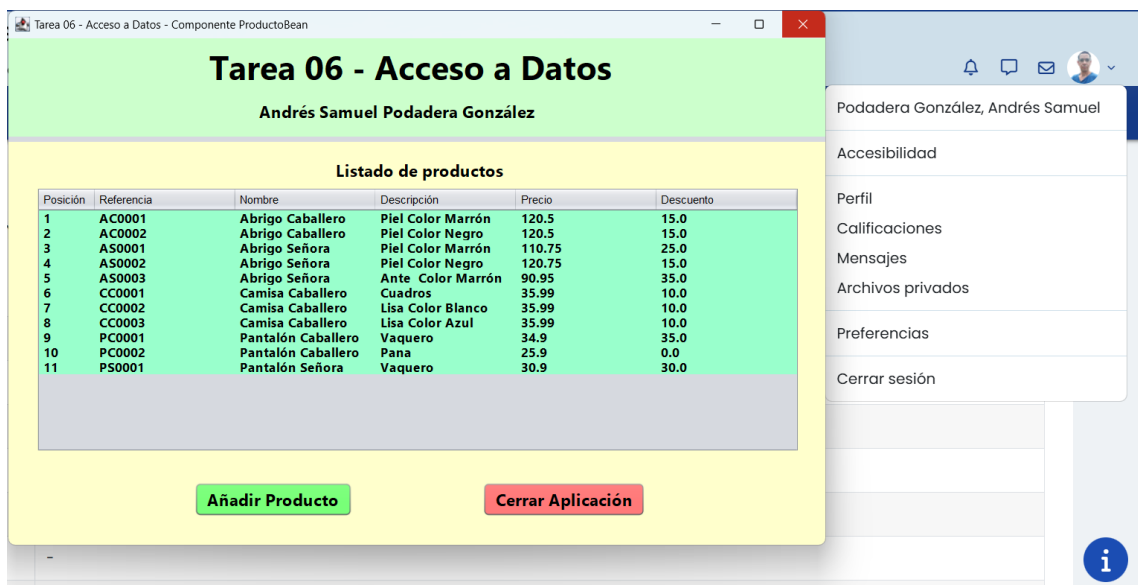 Tarea 06 - Acceso a Datos - Componente ProductoBean
Tarea 06 - Acceso a Datos
Andrés Samuel Podadera González
Listado de productos
Posición Referencia Nombre Descripción Precio Descuento
1 AC0001 Abrigo Caballero Piel Color Marrón 120.5 15.0
2 AC0002 Abrigo Caballero Piel Color Negro 120.5 15.0
3 AS0001 Abrigo Señora Piel Color Marrón 110.75 25.0
4 AS0002 Abrigo Señora Piel Color Negro 120.75 15.0
5 AS0003 Abrigo Señora Ante  Color Marrón 90.95 35.0
6 CC0001 Camisa Caballero Cuadros 35.99 10.0
7 CC0002 Camisa Caballero Lisa Color Blanco 35.99 10.0
8 CC0003 Camisa Caballero Lisa Color Azul 35.99 10.0
9 PC0001 Pantalón Caballero Vaquero 34.9 35.0
10 PC0002 Pantalón Caballero Pana 25.9 0.0
11 PS0001 Pantalón Señora Vaquero 30.9 30.0
Añadir Producto
Cerrar Aplicación
Podadera González, Andrés Samuel
Accesibilidad
Perfil
Calificaciones
Mensajes
Archivos privados
Preferencias
Cerrar sesión
-
i